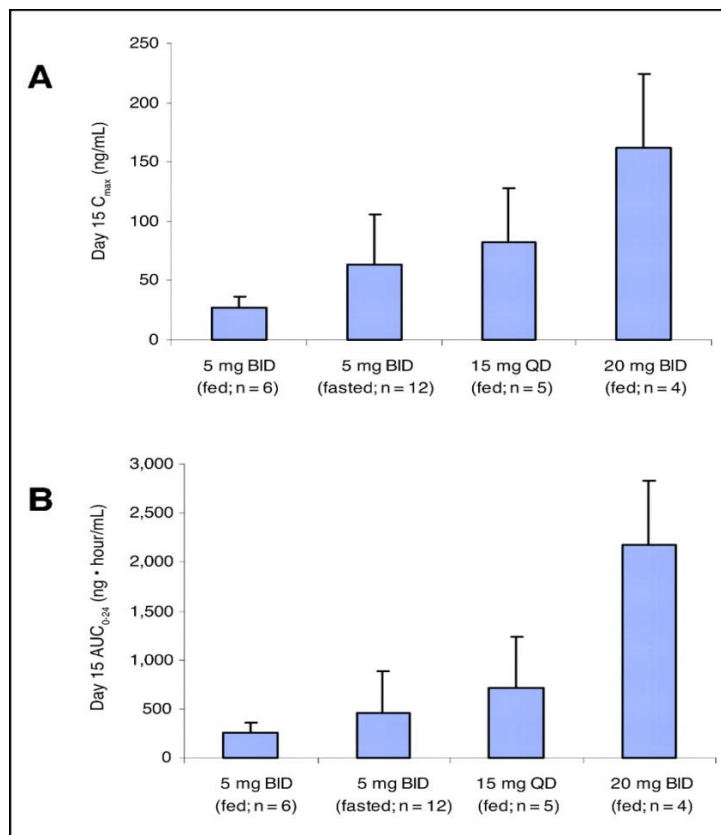 A
Day 15 Cmax (ng/mL)
250
200
150
100
50
0
5 mg BID
(fed; n = 6)
5 mg BID
(fasted; n = 12)
15 mg QD
(fed; n = 5)
20 mg BID
(fed; n = 4)
B
Day 15 AUC0-24 (ng • hour/mL)
3,000
2,500
2,000
1,500
1,000
500
0
5 mg BID
(fed; n = 6)
5 mg BID
(fasted; n = 12)
15 mg QD
(fed; n = 5)
20 mg BID
(fed; n = 4)